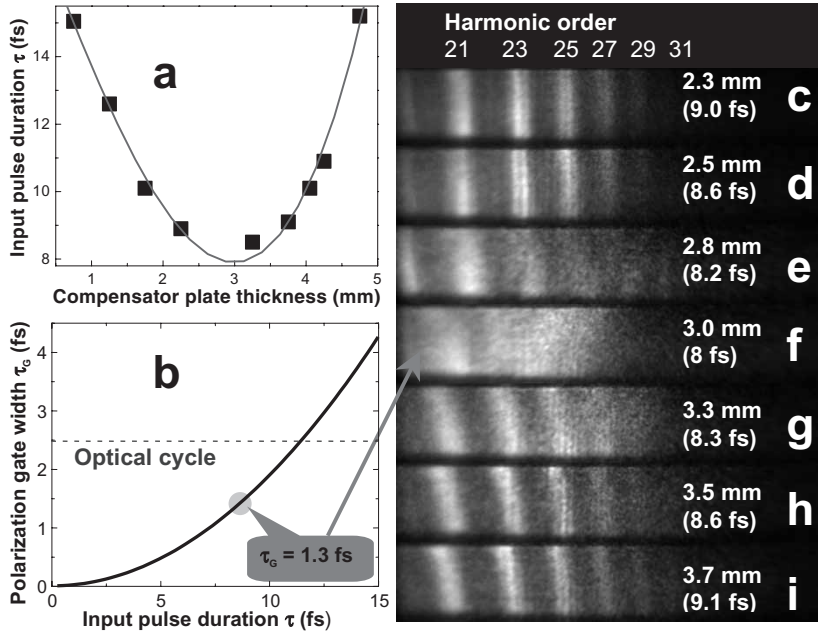 Input pulse duration τ (fs)
14
12
10
8
a
1
2
3
4
5
Compensator plate thickness (mm)
Polarization gate width τG (fs)
4
3
2
1
0
b
Optical cycle
τG = 1.3 fs
0
5
10
15
Input pulse duration τ (fs)
Harmonic order
21 23 25 27 29 31
2.3 mm
(9.0 fs)
c
2.5 mm
(8.6 fs)
d
2.8 mm
(8.2 fs)
e
3.0 mm
(8 fs)
f
3.3 mm
(8.3 fs)
g
3.5 mm
(8.6 fs)
h
3.7 mm
(9.1 fs)
i